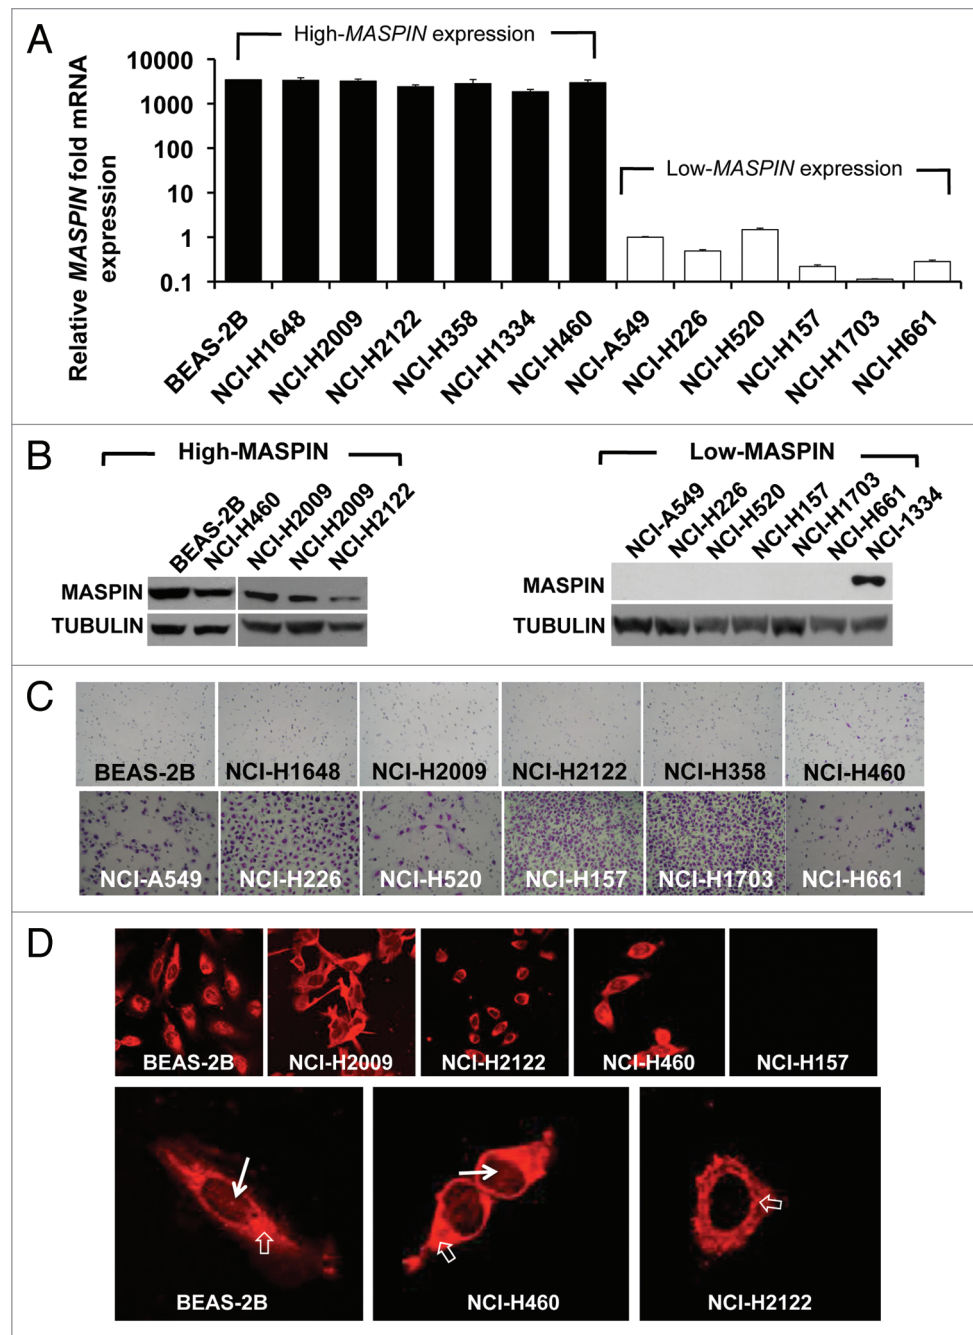 A
High-MASPIN expression
Relative MASPIN fold mRNA
expression
10000
1000
100
10
1
0.1
Low-MASPIN expression
BEAS-2B
NCI-H1648
NCI-H2009
NCI-H2122
NCI-H358
NCI-H1334
NCI-H460
NCI-A549
NCI-H226
NCI-H520
NCI-H157
NCI-H1703
NCI-H661
B
High-MASPIN
BEAS-2B
NCI-H460
NCI-H2009
NCI-H2009
NCI-H2122
MASPIN
TUBULIN
Low-MASPIN
NCI-A549
NCI-H226
NCI-H520
NCI-H157
NCI-H1703
NCI-H661
NCI-1334
MASPIN
TUBULIN
C
BEAS-2B
NCI-H1648
NCI-H2009
NCI-H2122
NCI-H358
NCI-H460
NCI-A549
NCI-H226
NCI-H520
NCI-H157
NCI-H1703
NCI-H661
D
BEAS-2B
NCI-H2009
NCI-H2122
NCI-H460
NCI-H157
BEAS-2B
NCI-H460
NCI-H2122